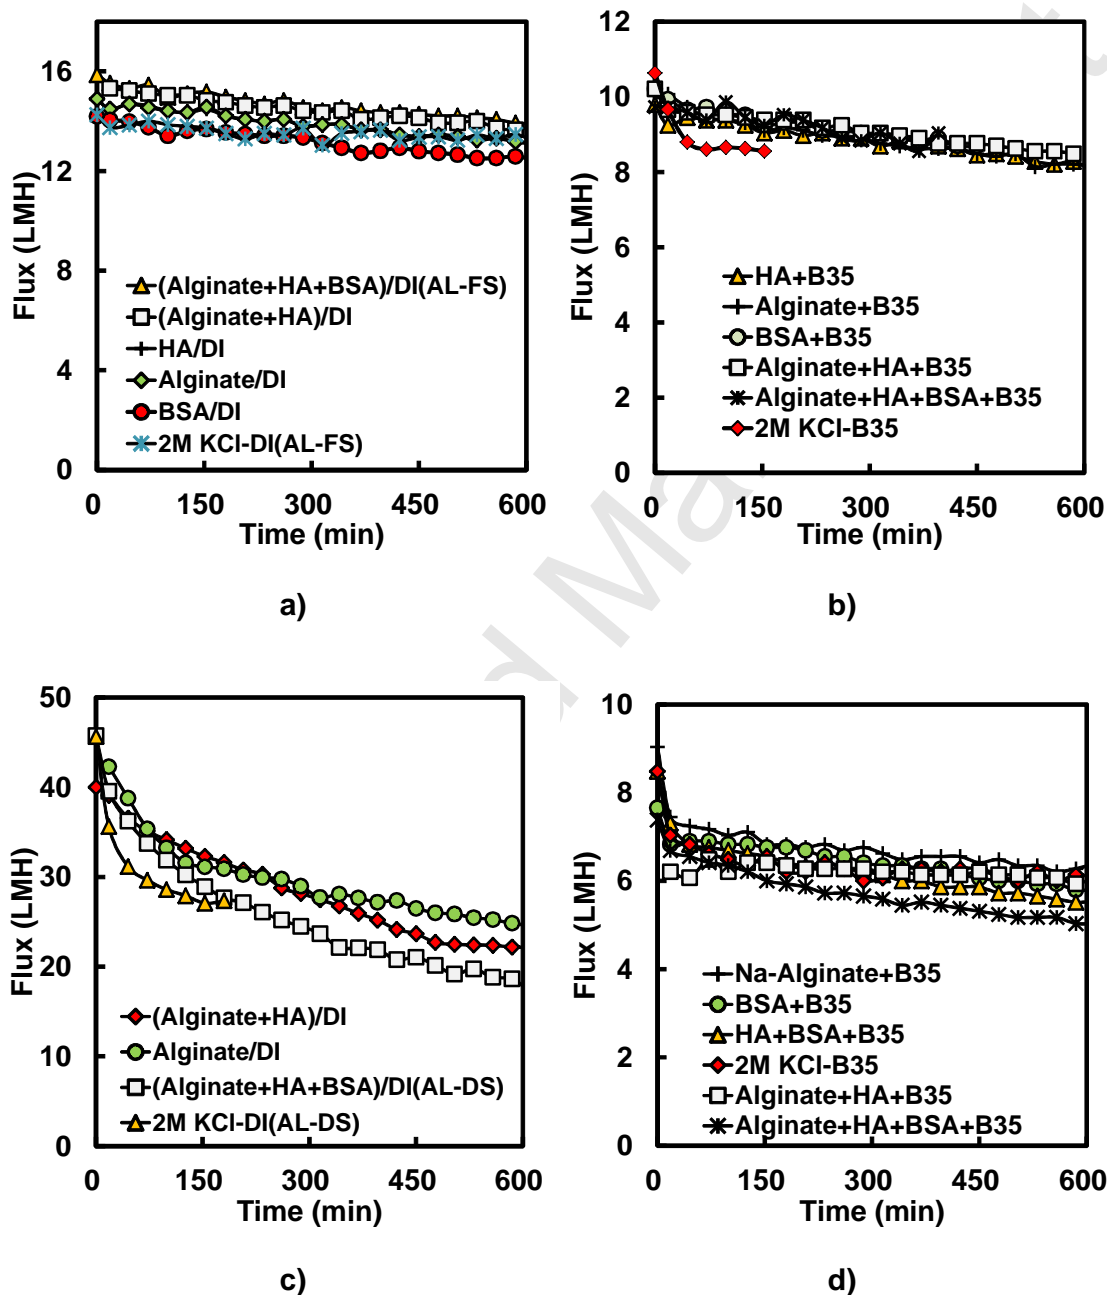 16
12
8
4
0
Flux (LMH)
(Alginate+HA+BSA)/DI(AL-FS)
(Alginate+HA)/DI
HA/DI
Alginate/DI
BSA/DI
2M KCl-DI(AL-FS)
0 150 300 450 600
Time (min)
a)
12
10
8
6
4
2
0
Flux (LMH)
HA+B35
Alginate+B35
BSA+B35
Alginate+HA+B35
Alginate+HA+BSA+B35
2M KCl-B35
0 150 300 450 600
Time (min)
b)
50
40
30
20
10
0
Flux (LMH)
(Alginate+HA)/DI
Alginate/DI
(Alginate+HA+BSA)/DI(AL-DS)
2M KCl-DI(AL-DS)
0 150 300 450 600
Time (min)
c)
10
8
6
4
2
0
Flux (LMH)
Na-Alginate+B35
BSA+B35
HA+BSA+B35
2M KCl-B35
Alginate+HA+B35
Alginate+HA+BSA+B35
0 150 300 450 600
Time (min)
d)